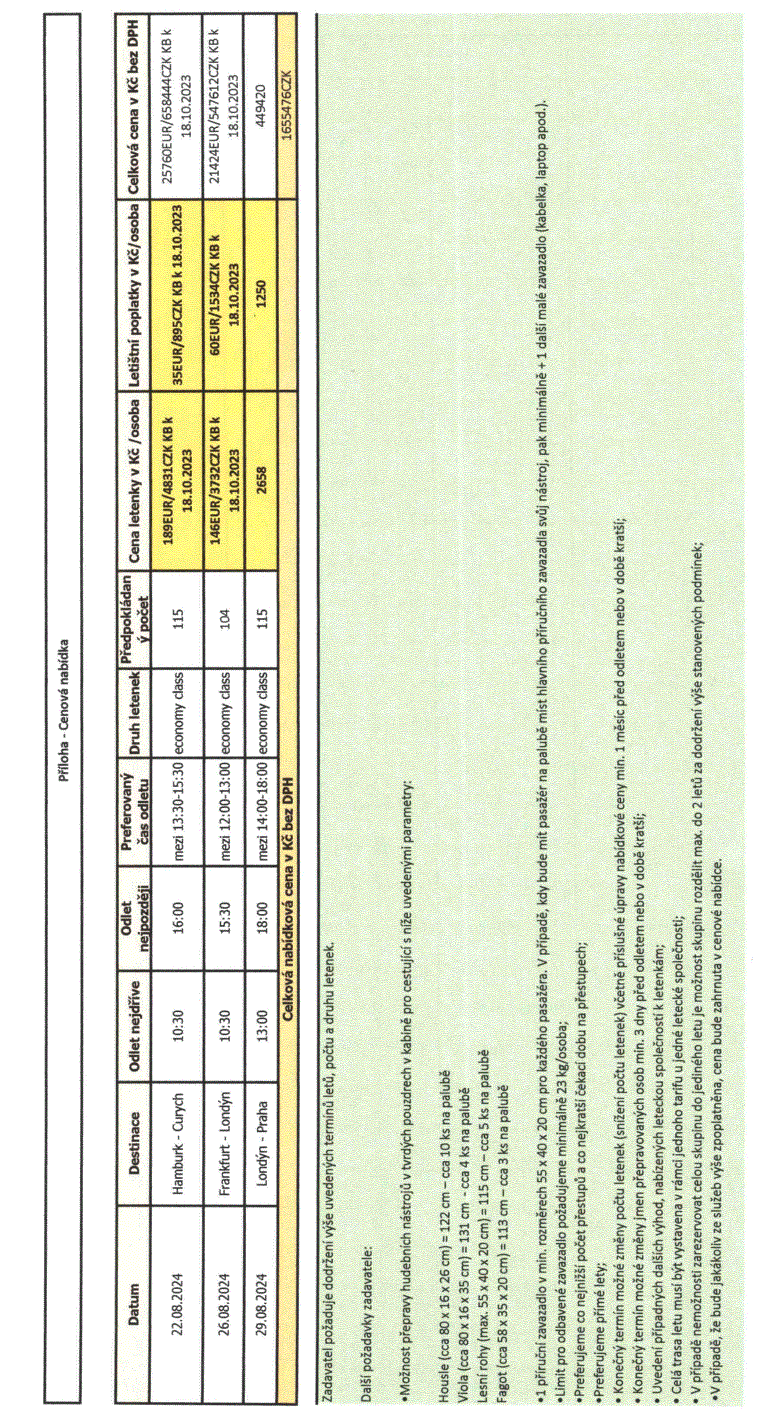 Příloha - Cenová nabídka
Datum Destinace Odlet nejdříve Odlet nejpozději Preferovaný čas odletu Druh letenek Předpokládaný počet Cena letenky v Kč /osoba Letištní poplatky v Kč/osoba Celková cena v Kč bez DPH
22.08.2024 Hamburk - Curych 10:30 16:00 mezi 13:30-15:30 economy class 115 189EUR/4831CZK KB k 18.10.2023 35EUR/895CZK KB k 18.10.2023 25760EUR/658444CZK KB k 18.10.2023
26.08.2024 Frankfurt - Londýn 10:30 15:30 mezi 12:00-13:00 economy class 104 146EUR/3732CZK KB k 18.10.2023 60EUR/1534CZK KB k 18.10.2023 21424EUR/547612CZK KB k 18.10.2023
29.08.2024 Londýn - Praha 13:00 18:00 mezi 14:00-18:00 economy class 115 2658 1250 449420
Celková nabídková cena v Kč bez DPH 1655476CZK
Zadavatel požaduje dodržení výše uvedených termínů letů, počtu a druhu letenek.
Další požadavky zadavatele:
•Možnost přepravy hudebních nástrojů v tvrdých pouzdrech v kabině pro cestující s níže uvedenými parametry:
Housle (cca 80 x 16 x 26 cm) = 122 cm – cca 10 ks na palubě
Viola (cca 80 x 16 x 35 cm) = 131 cm - cca 4 ks na palubě
Lesní rohy (max. 55 x 40 x 20 cm) = 115 cm – cca 5 ks na palubě
Fagot (cca 58 x 35 x 20 cm) = 113 cm – cca 3 ks na palubě
•1 příruční zavazadlo v min. rozměrech 55 x 40 x 20 cm pro každého pasažéra. V případě, kdy bude mít pasažér na palubě míst hlavního příručního zavazadla svůj nástroj, pak minimálně + 1 další malé zavazadlo (kabelka, laptop apod.).
•Limit pro odbavené zavazadlo požadujeme minimálně 23 kg/osoba;
•Preferujeme co nejnižší počet přestupů a co nejkratší čekací dobu na přestupech;
•Preferujeme přímé lety;
• Konečný termín možné změny počtu letenek (snížení počtu letenek) včetně příslušné úpravy nabídkové ceny min. 1 měsíc před odletem nebo v době kratší;
• Konečný termín možné změny jmen přepravovaných osob min. 3 dny před odletem nebo v době kratší;
• Uvedení případných dalších výhod, nabízených leteckou společností k letenkám;
• Celá trasa letu musí být vystavena v rámci jednoho tarifu u jedné letecké společnosti;
• V případě nemožnosti zarezervovat celou skupinu do jediného letu je možnost skupinu rozdělit max. do 2 letů za dodržení výše stanovených podmínek;
•V případě, že bude jakákoliv ze služeb výše zpoplatněna, cena bude zahrnuta v cenové nabídce.